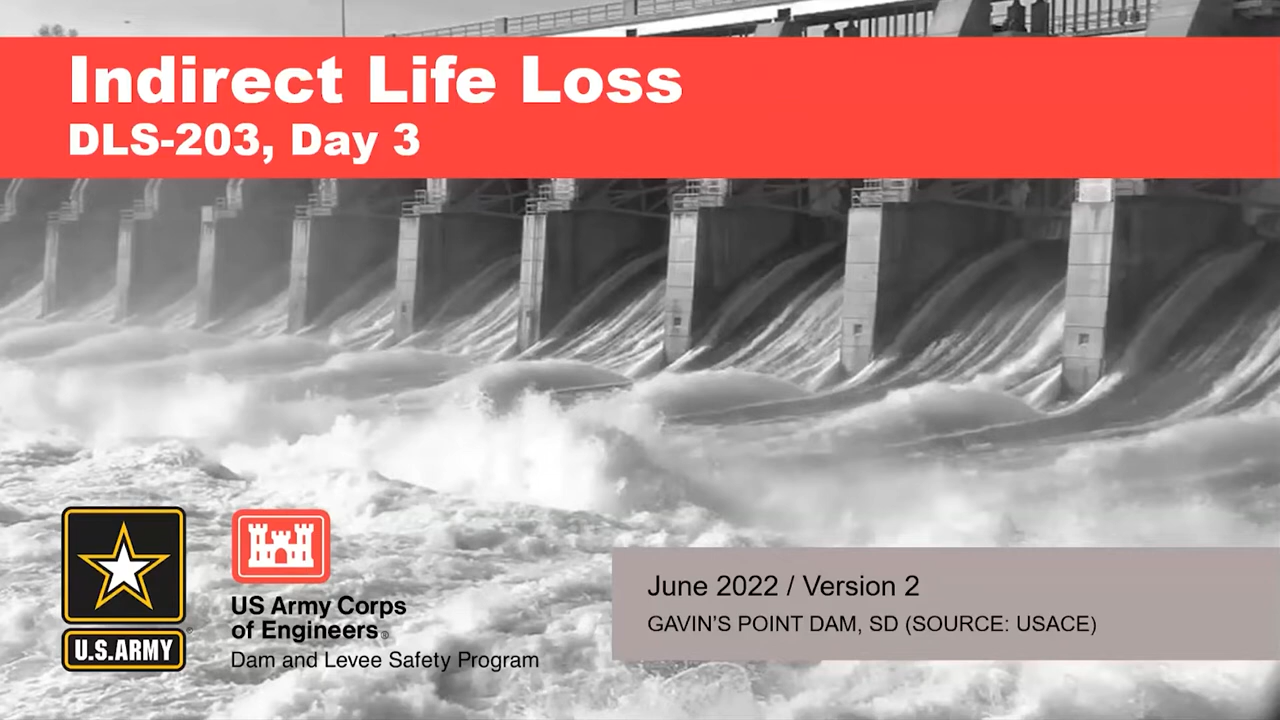 Indirect Life Loss
DLS-203, Day 3
June 2022 / Version 2
GAVIN'S POINT DAM, SD (SOURCE: USACE)
U.S.ARMY
US Army Corps
of Engineers®
Dam and Levee Safety Program